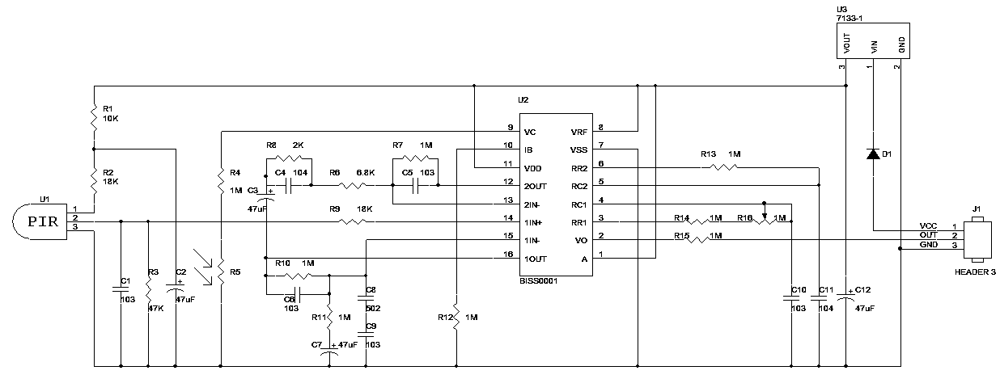 U3
7133-1
VOUT
VIN
GND
3
1
2
R1
10K
U2
9
VC
VRF
8
R8
2K
R7
1M
10
IB
VSS
7
R13
1M
11
VDD
RR2
6
D1
R2
18K
R4
1M
C4
104
R6
6.8K
C5
103
12
2OUT
RC2
5
C3
47uF
13
2IN-
RC1
4
U1
PIR
1
2
3
R9
18K
14
1IN+
RR1
3
R14
1M
R16
1M
J1
VCC
1
OUT
2
GND
3
HEADER 3
15
1IN-
VO
2
R15
1M
16
1OUT
A
1
BISS0001
R10
1M
C1
103
R3
47K
C2
47uF
R5
C6
103
C8
502
R11
1M
C9
103
C7
47uF
R12
1M
C10
103
C11
104
C12
47uF